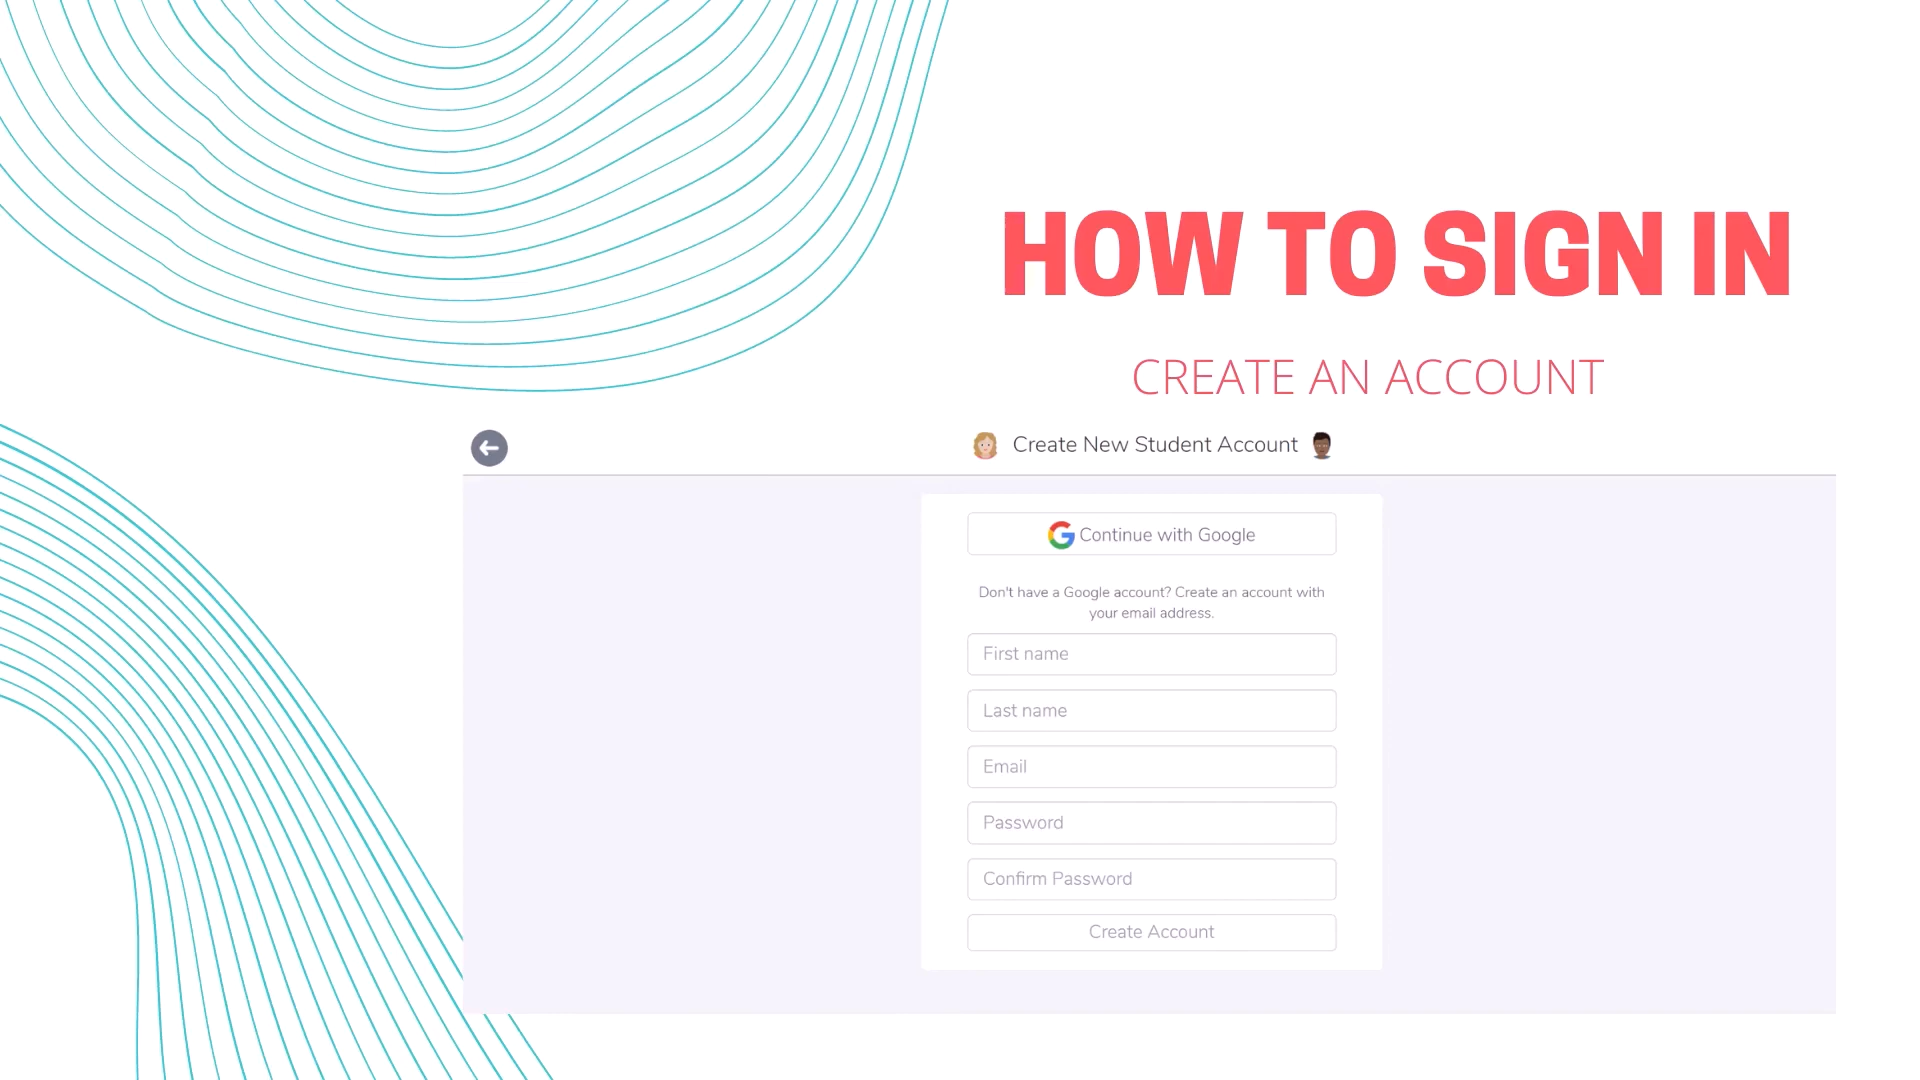 HOW TO SIGN IN
CREATE AN ACCOUNT
Create New Student Account
Continue with Google
Don't have a Google account? Create an account with
your email address.
First name
Last name
Email
Password
Confirm Password
Create Account